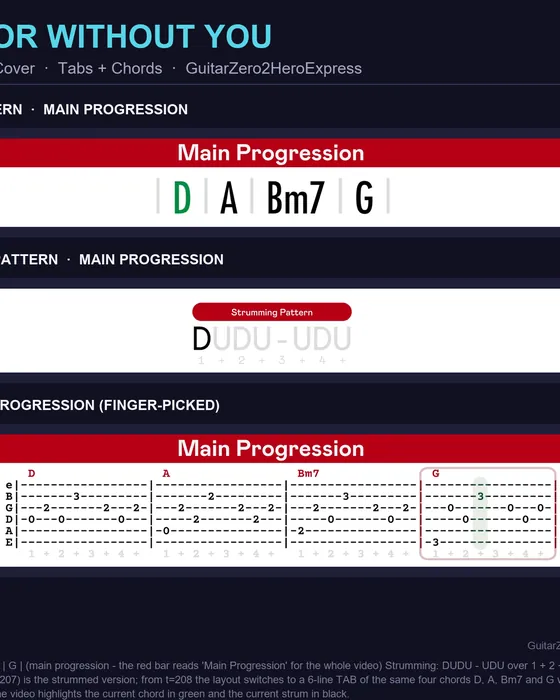 OR WITHOUT YOU
Cover · Tabs + Chords · GuitarZero2HeroExpress
ERN · MAIN PROGRESSION
Main Progression
| D | A | Bm7 | G |
PATTERN · MAIN PROGRESSION
Strumming Pattern
DUDU - UDU
1 + 2 + 3 + 4 +
ROGRESSION (FINGER-PICKED)
Main Progression
D A Bm7 G
e|
B|
G|
D|
A|
E|
1 + 2 + 3 + 4 + 1 + 2 + 3 + 4 + 1 + 2 + 3 + 4 + 1 + 2 + 3 + 4 +
GuitarZ
| G | (main progression - the red bar reads 'Main Progression' for the whole video) Strumming: DUDU - UDU over 1 + 2 +
207) is the strummed version; from t=208 the layout switches to a 6-line TAB of the same four chords D, A, Bm7 and G
e video highlights the current chord in green and the current strum in black.